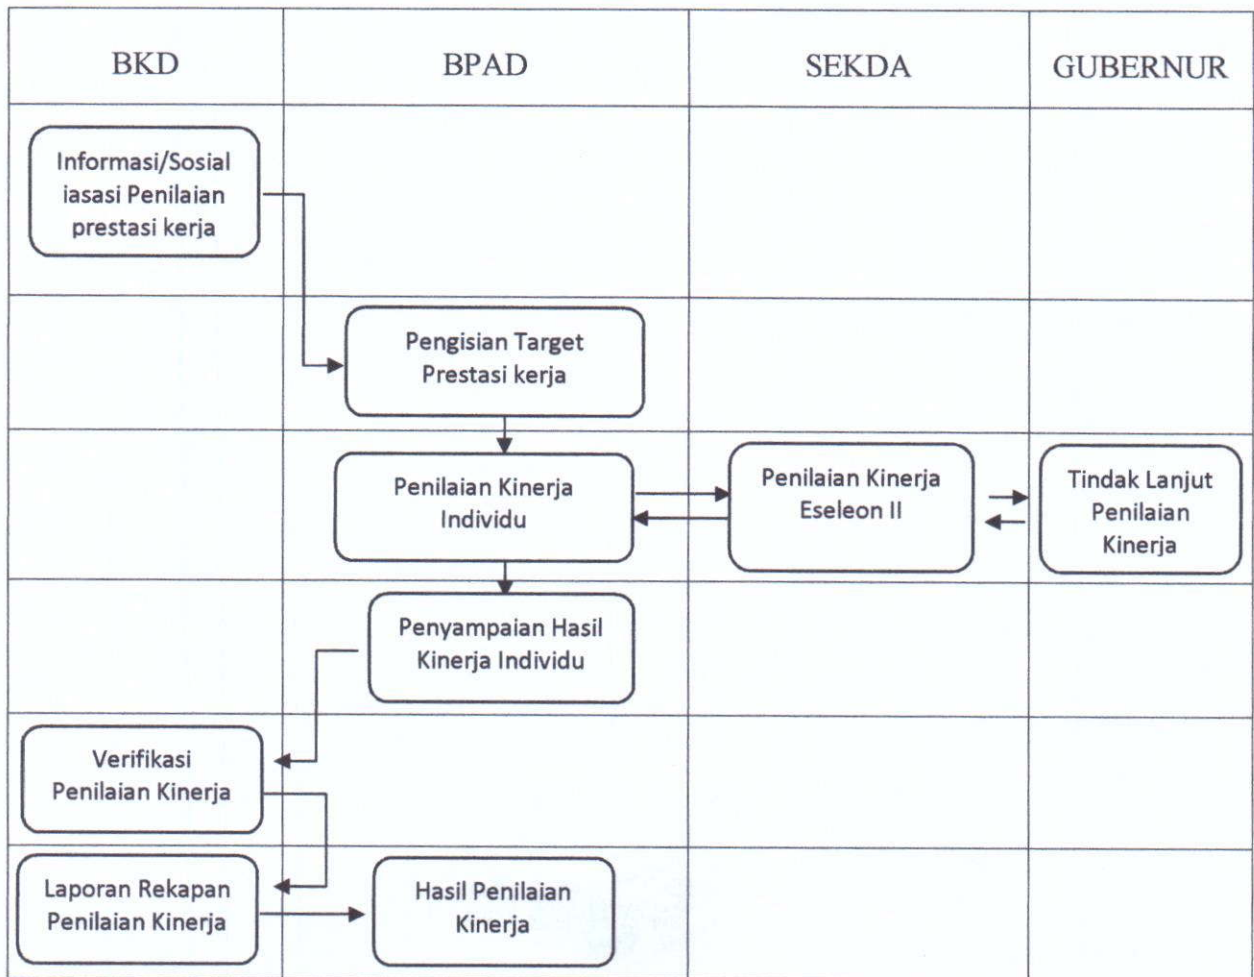 BKD
BPAD
SEKDA
GUBERNUR
Informasi/Sosial
iasasi Penilaian
prestasi kerja
Pengisian Target
Prestasi kerja
Penilaian Kinerja
Individu
Penilaian Kinerja
Eseleon II
Tindak Lanjut
Penilaian
Kinerja
Penyampaian Hasil
Kinerja Individu
Verifikasi
Penilaian Kinerja
Laporan Rekapan
Penilaian Kinerja
Hasil Penilaian
Kinerja